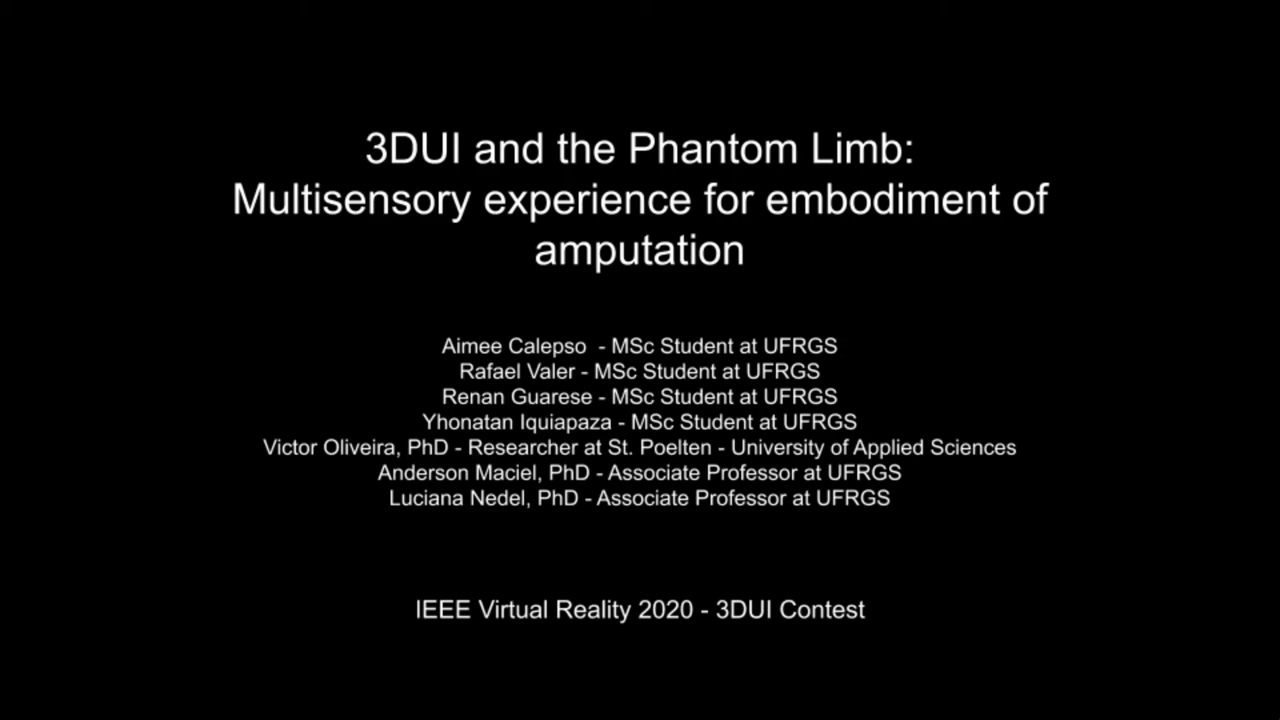 3DUI and the Phantom Limb:
Multisensory experience for embodiment of
amputation
Aimee Calepso - MSc Student at UFRGS
Rafael Valer - MSc Student at UFRGS
Renan Guarese - MSc Student at UFRGS
Yhonatan Iquiapaza - MSc Student at UFRGS
Victor Oliveira, PhD - Researcher at St. Poelten - University of Applied Sciences
Anderson Maciel, PhD - Associate Professor at UFRGS
Luciana Nedel, PhD - Associate Professor at UFRGS
IEEE Virtual Reality 2020 - 3DUI Contest